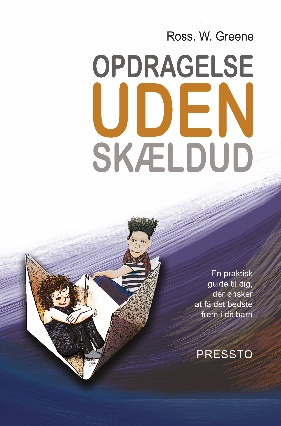 Ross. W. Greene
OPDRAGELSE
UDEN
SKÆLDUD
En praktisk
guide til dig,
der ønsker
at få det bedste
frem i dit barn
PRESSTO